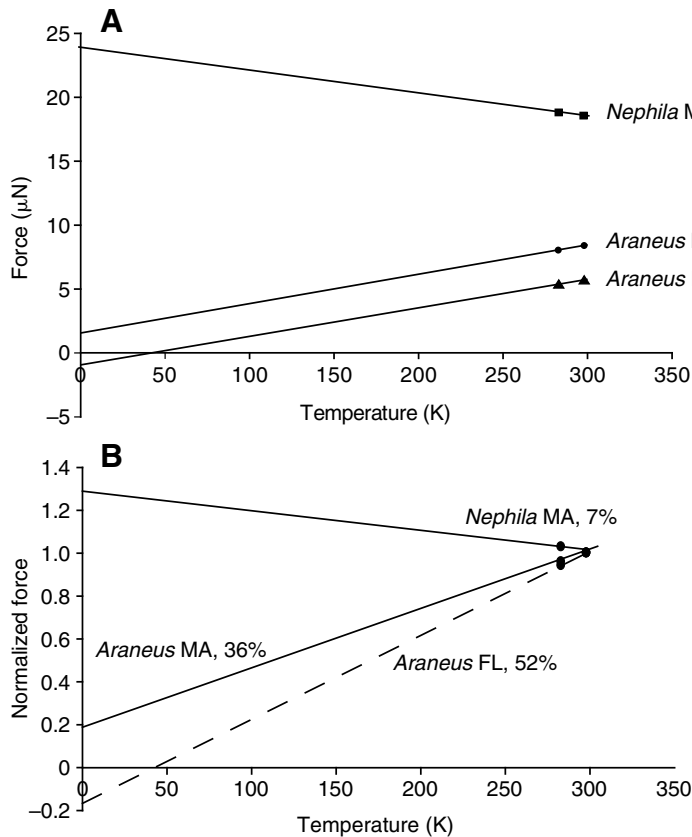 A
25
20
15
10
5
0
–5
Force (μN)
Nephila M
Araneus
Araneus
0 50 100 150 200 250 300 350
Temperature (K)
B
1.4
1.2
1.0
0.8
0.6
0.4
0.2
0
–0.2
Normalized force
Nephila MA, 7%
Araneus MA, 36%
Araneus FL, 52%
0 50 100 150 200 250 300 350
Temperature (K)